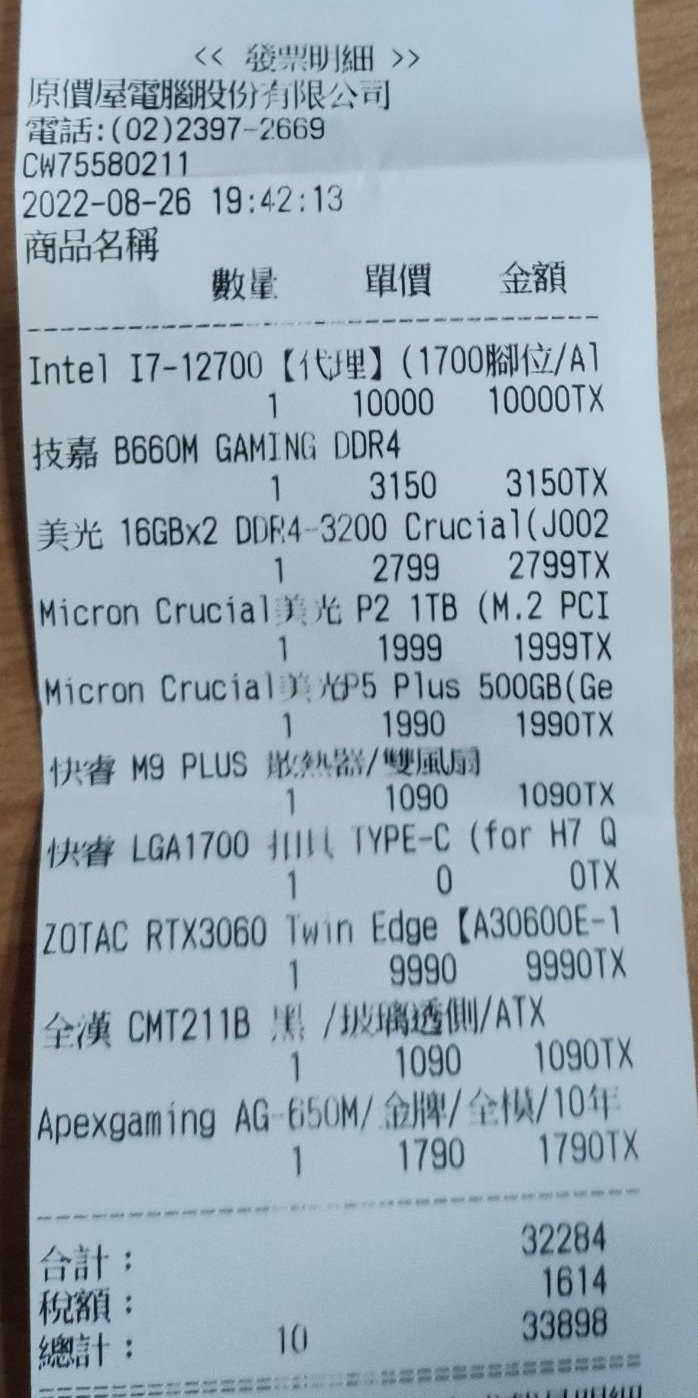 << 發票明細 >>
原價屋電腦股份有限公司
電話:(02)2397-2669
CW75580211
2022-08-26 19:42:13
商品名稱
數量 單價 金額
Intel I7-12700【代理】(1700腳位/Al
1 10000 10000TX
技嘉 B660M GAMING DDR4
1 3150 3150TX
美光 16GBx2 DDR4-3200 Crucial(J002
1 2799 2799TX
Micron Crucial美光 P2 1TB (M.2 PCI
1 1999 1999TX
Micron Crucial美光P5 Plus 500GB(Ge
1 1990 1990TX
快睿 M9 PLUS 散熱器/雙風扇
1 1090 1090TX
快睿 LGA1700 TYPE-C (for H7 Q
1 0 0TX
ZOTAC RTX3060 Twin Edge【A30600E-1
1 9990 9990TX
全漢 CMT211B 黑 /玻璃透側/ATX
1 1090 1090TX
Apexgaming AG-650M/金牌/全模/10年
1 1790 1790TX
合計： 32284
稅額： 1614
總計： 10 33898